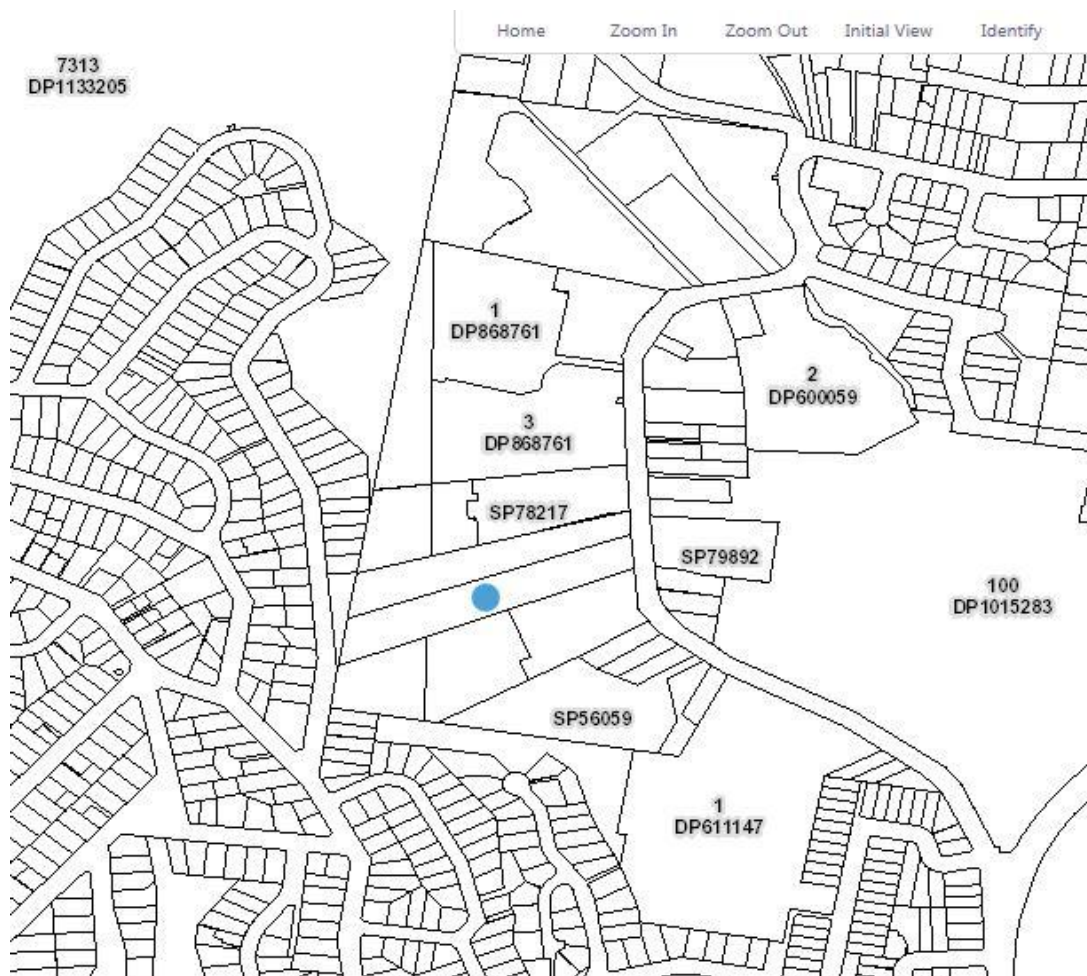 Home Zoom In Zoom Out Initial View Identify
7313
DP1133205
1
DP868761
2
DP600059
3
DP868761
SP78217
SP79892
100
DP1015283
SP56059
1
DP611147